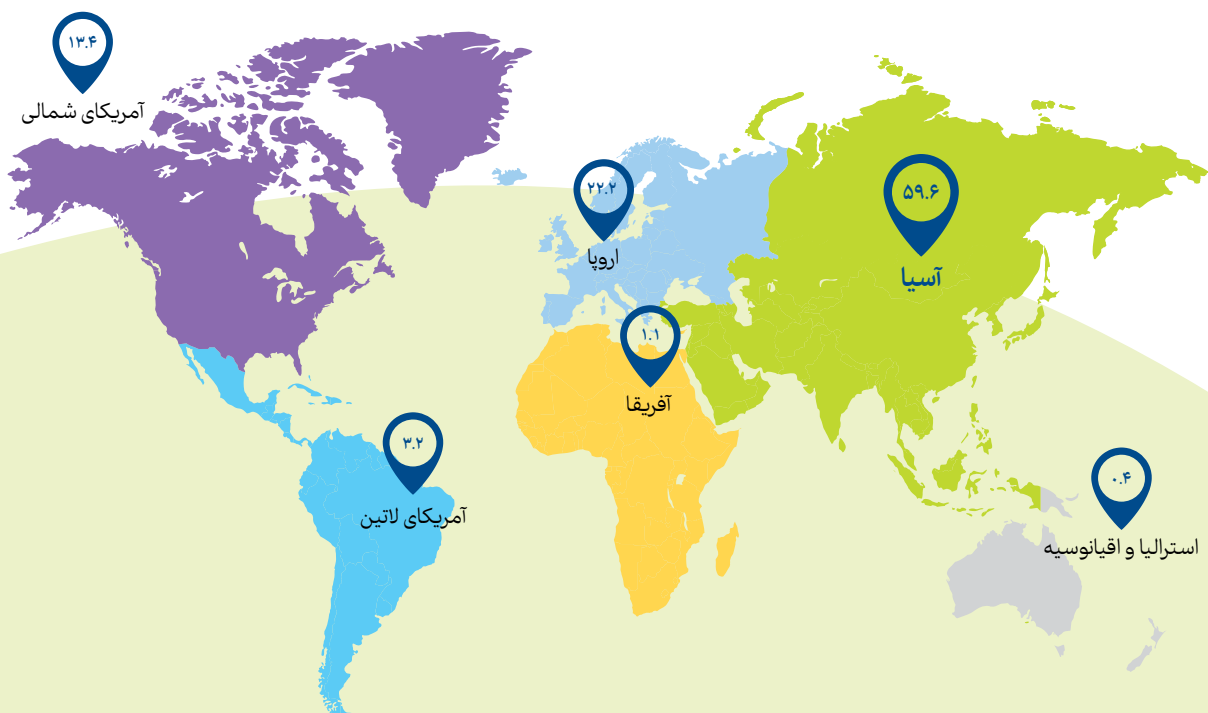 ۱۳.۴
آمریکای شمالی
۲۲.۲
اروپا
۵۹.۶
آسیا
۱.۱
آفریقا
۳.۲
آمریکای لاتین
۰.۴
استرالیا و اقیانوسیه